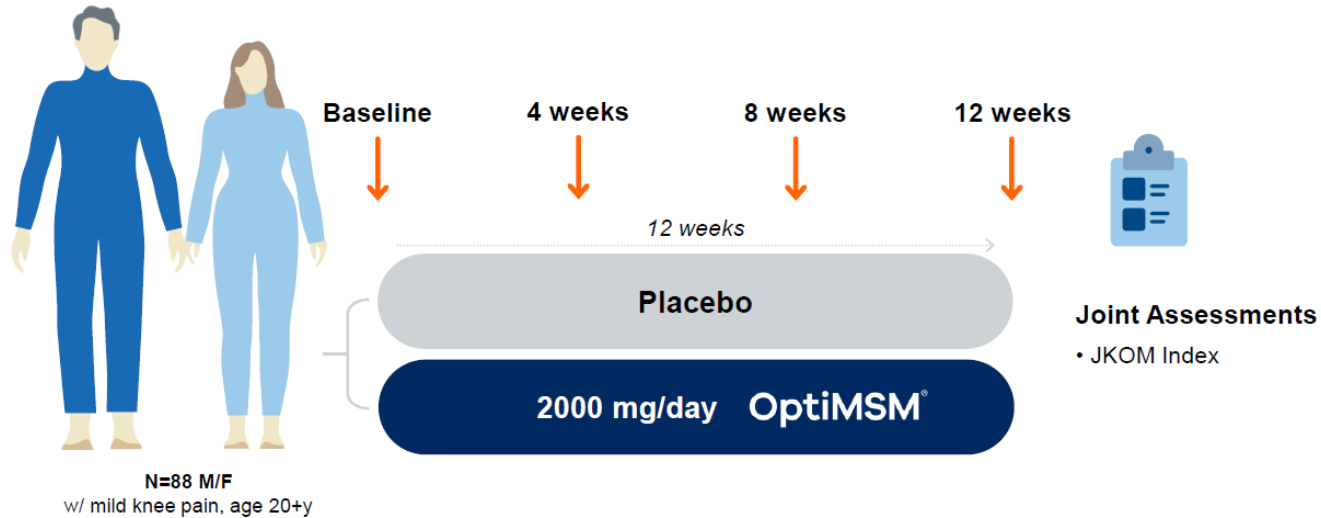 Baseline
4 weeks
8 weeks
12 weeks
12 weeks
Placebo
2000 mg/day OptiMSM®
Joint Assessments
• JKOM Index
N=88 M/F
w/ mild knee pain, age 20+y